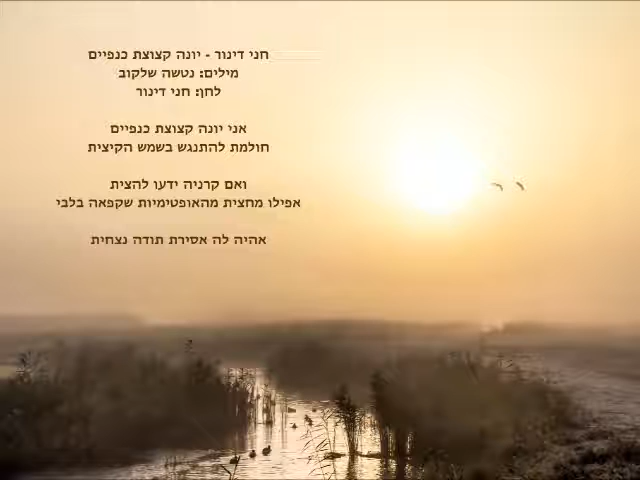 חני דינור - יונה קצוצת כנפיים
מילים: נטשה שלקוב
לחן: חני דינור
אני יונה קצוצת כנפיים
חולמת להתנגש בשמש הקיצית
ואם קרניה ידעו להצית
אפילו מחצית מהאופטימיות שקפאה בלבי
אהיה לה אסירת תודה נצחית